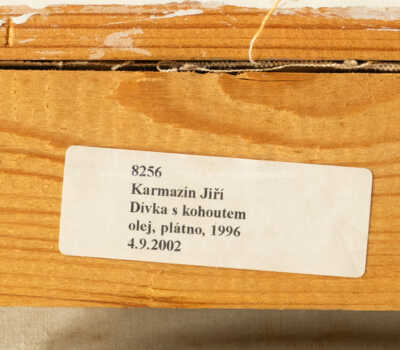 8256
Karmazin Jiří
Dívka s kohoutem
olej, plátno, 1996
4.9.2002